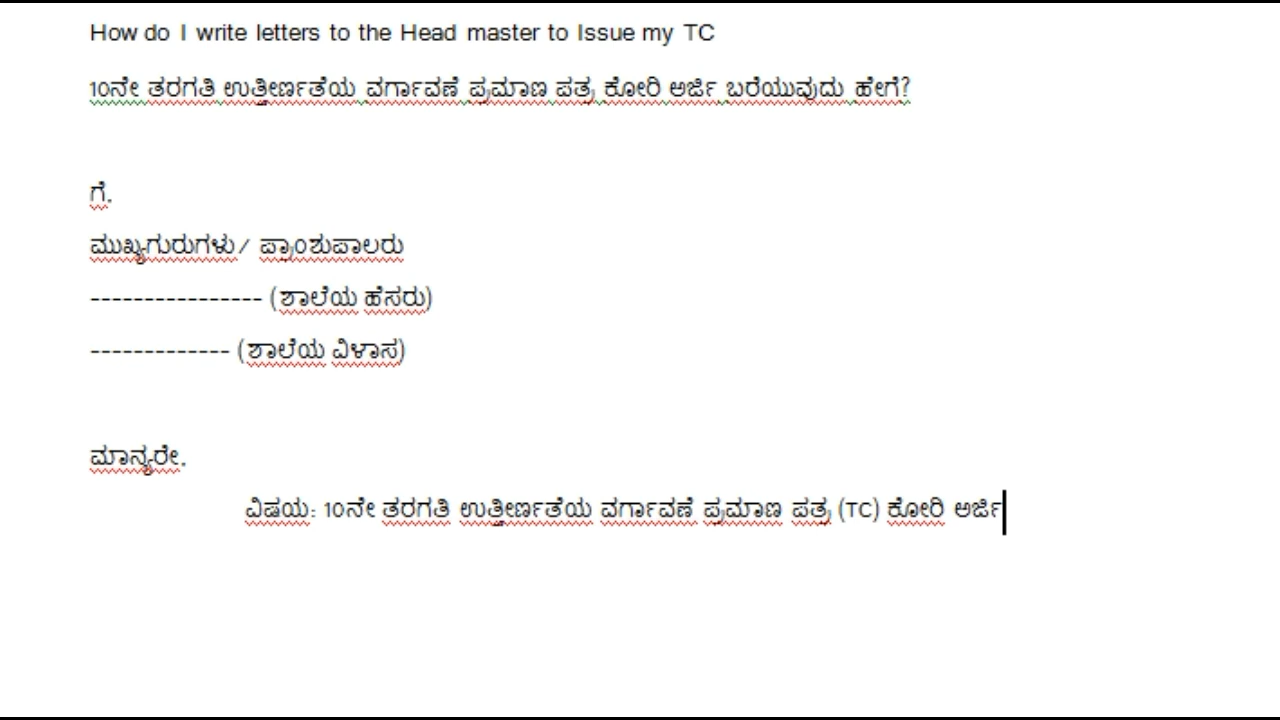 How do I write letters to the Head master to Issue my TC
10ನೇ ತರಗತಿ ಉತ್ತೀರ್ಣತೆಯ ವರ್ಗಾವಣೆ ಪ್ರಮಾಣ ಪತ್ರ ಕೋರಿ ಅರ್ಜಿ ಬರೆಯುವುದು ಹೇಗೆ?
ಗೆ.
ಮುಖ್ಯಗುರುಗಳು/ ಪ್ರಾಂಶುಪಾಲರು
---------------- (ಶಾಲೆಯ ಹೆಸರು)
------------- (ಶಾಲೆಯ ವಿಳಾಸ)
ಮಾನ್ಯರೇ.
ವಿಷಯ: 10ನೇ ತರಗತಿ ಉತ್ತೀರ್ಣತೆಯ ವರ್ಗಾವಣೆ ಪ್ರಮಾಣ ಪತ್ರ (TC) ಕೋರಿ ಅರ್ಜಿ